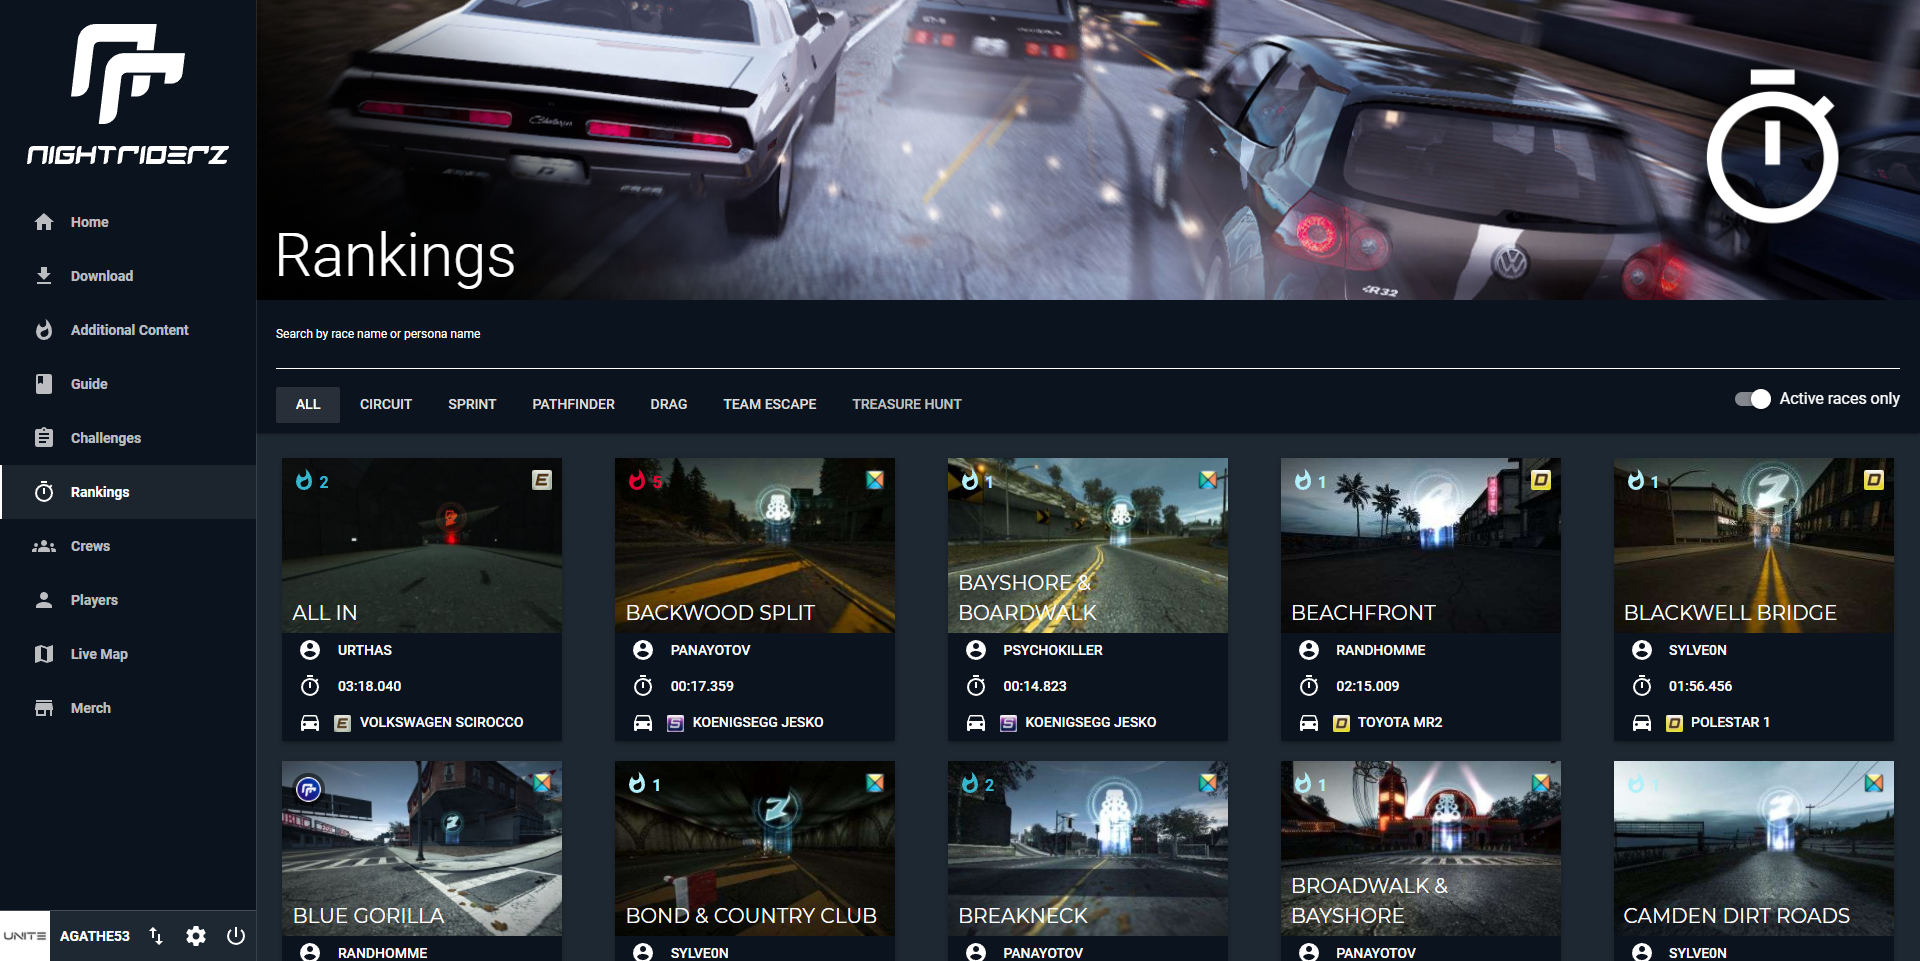 NIGHTRIDERZ
Home
Download
Additional Content
Guide
Challenges
Rankings
Crews
Players
Live Map
Merch
UNITE
AGATHE53
Challenger
R32
Rankings
Search by race name or persona name
ALL
CIRCUIT
SPRINT
PATHFINDER
DRAG
TEAM ESCAPE
TREASURE HUNT
Active races only
2
E
ALL IN
URTHAS
03:18.040
E
VOLKSWAGEN SCIROCCO
5
BACKWOOD SPLIT
PANAYOTOV
00:17.359
S
KOENIGSEGG JESKO
1
BAYSHORE &
BOARDWALK
PSYCHOKILLER
00:14.823
S
KOENIGSEGG JESKO
1
D
BEACHFRONT
RANDHOMME
02:15.009
D
TOYOTA MR2
1
D
BLACKWELL BRIDGE
SYLVE0N
01:56.456
D
POLESTAR 1
BLUE GORILLA
RANDHOMME
1
BOND & COUNTRY CLUB
SYLVE0N
2
BREAKNECK
PANAYOTOV
1
BROADWALK &
BAYSHORE
PANAYOTOV
1
CAMDEN DIRT ROADS
SYLVE0N